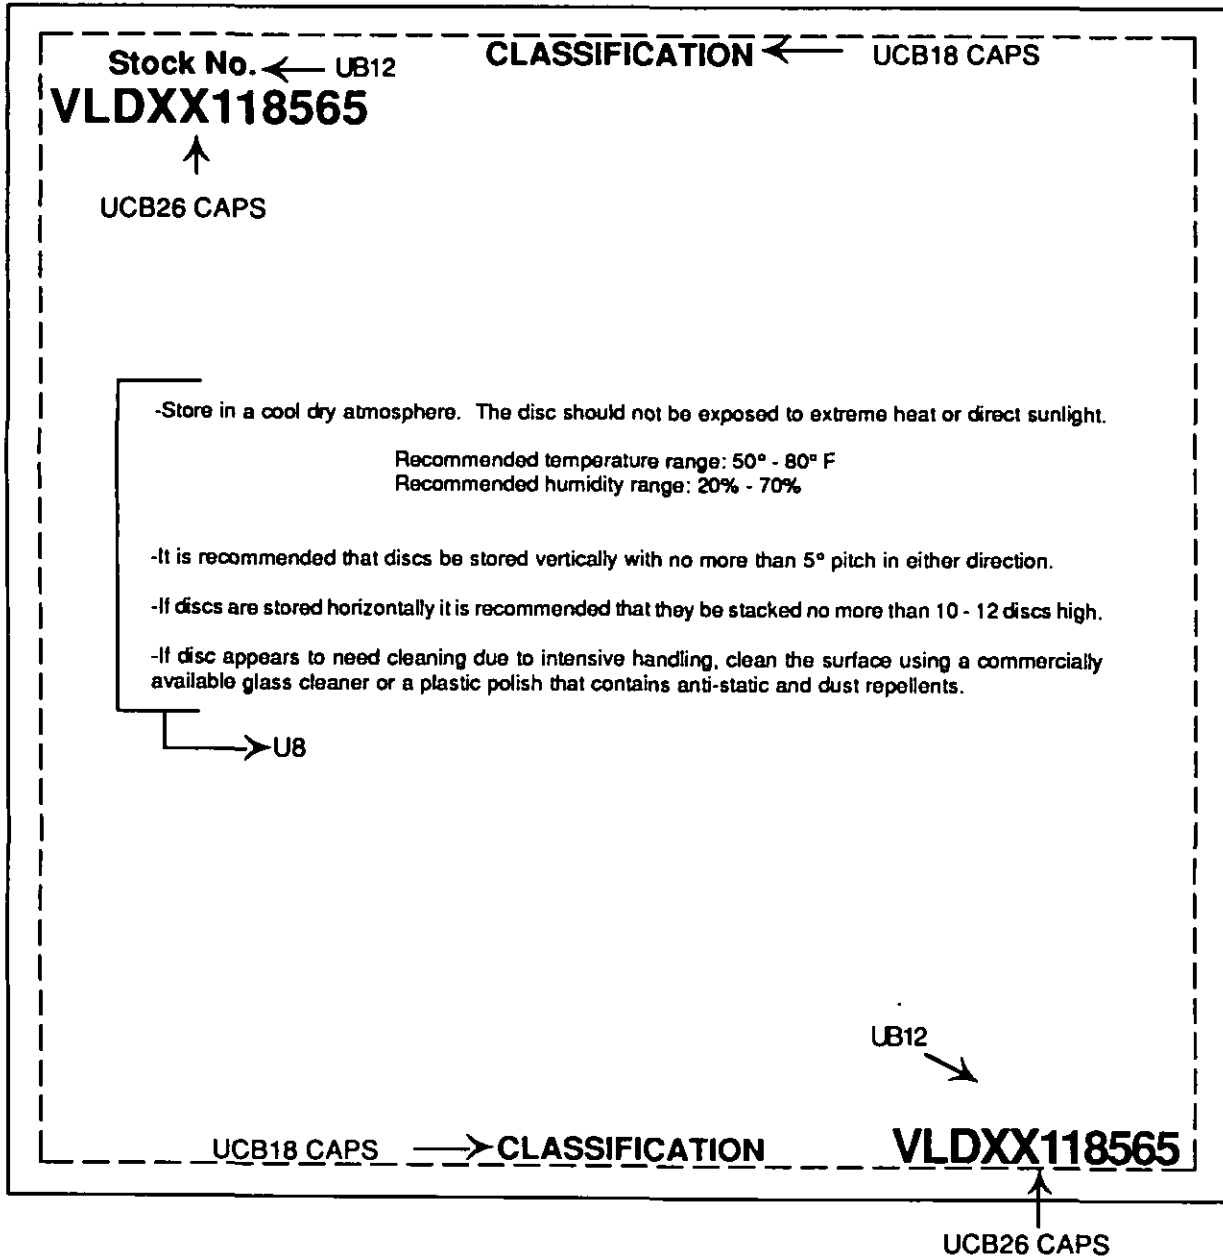 CLASSIFICATION UCB18 CAPS
Stock No. UB12
VLDXX118565
UCB26 CAPS
-Store in a cool dry atmosphere. The disc should not be exposed to extreme heat or direct sunlight.
Recommended temperature range: 50° - 80° F
Recommended humidity range: 20% - 70%
-It is recommended that discs be stored vertically with no more than 5° pitch in either direction.
-If discs are stored horizontally it is recommended that they be stacked no more than 10 - 12 discs high.
-If disc appears to need cleaning due to intensive handling, clean the surface using a commercially
available glass cleaner or a plastic polish that contains anti-static and dust repellents.
U8
UB12
UCB18 CAPS CLASSIFICATION VLDXX118565
UCB26 CAPS